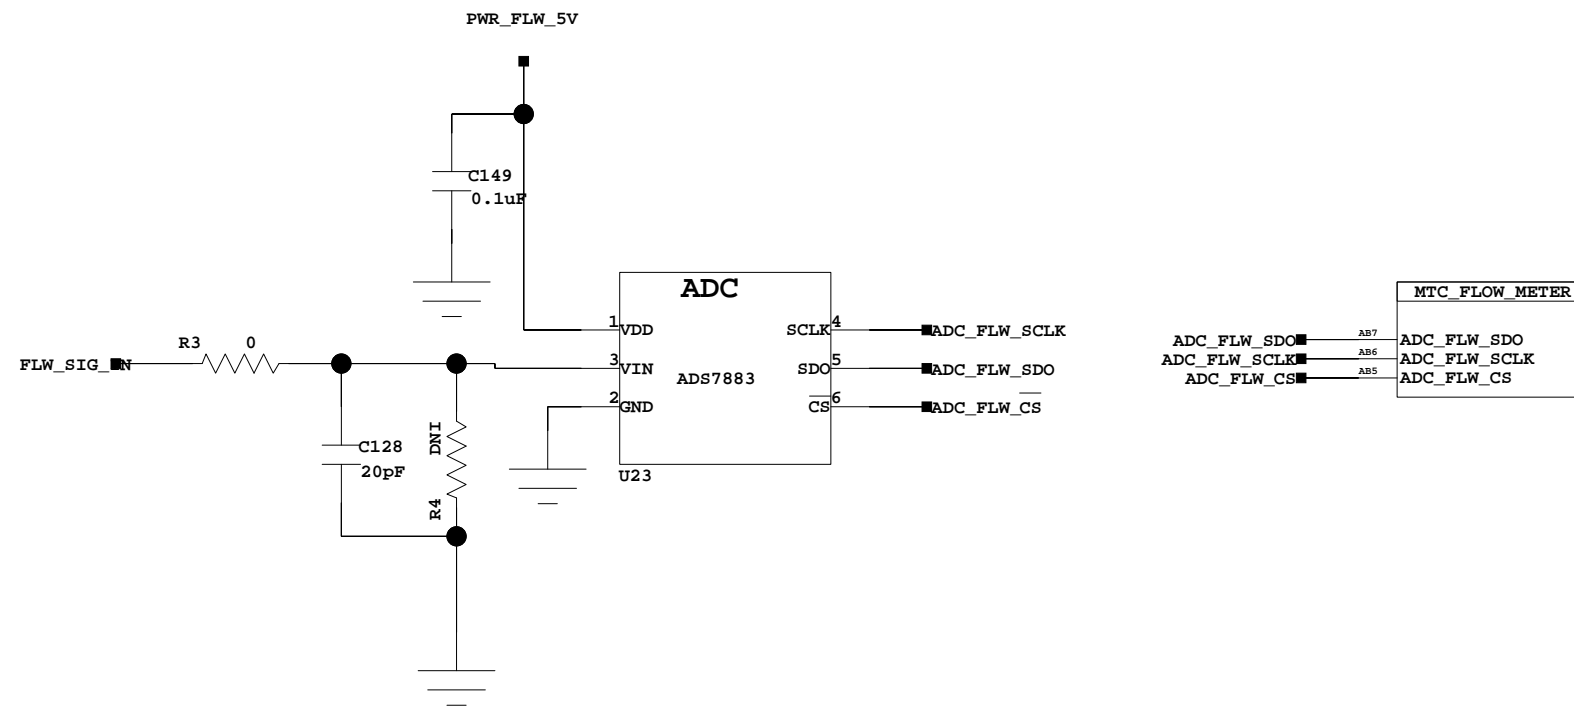 PWR_FLW_5V
C149
0.1uF
ADC
MTC_FLOW_METER
1 VDD
SCLK 4
ADC_FLW_SCLK
R3 0
FLW_SIG_IN
3 VIN
SDO 5
ADC_FLW_SDO
ADS7883
2 GND
CS 6
ADC_FLW_CS
U23
C128
20pF
DNI
R4
ADC_FLW_SDO AB7 ADC_FLW_SDO
ADC_FLW_SCLK AB6 ADC_FLW_SCLK
ADC_FLW_CS AB5 ADC_FLW_CS